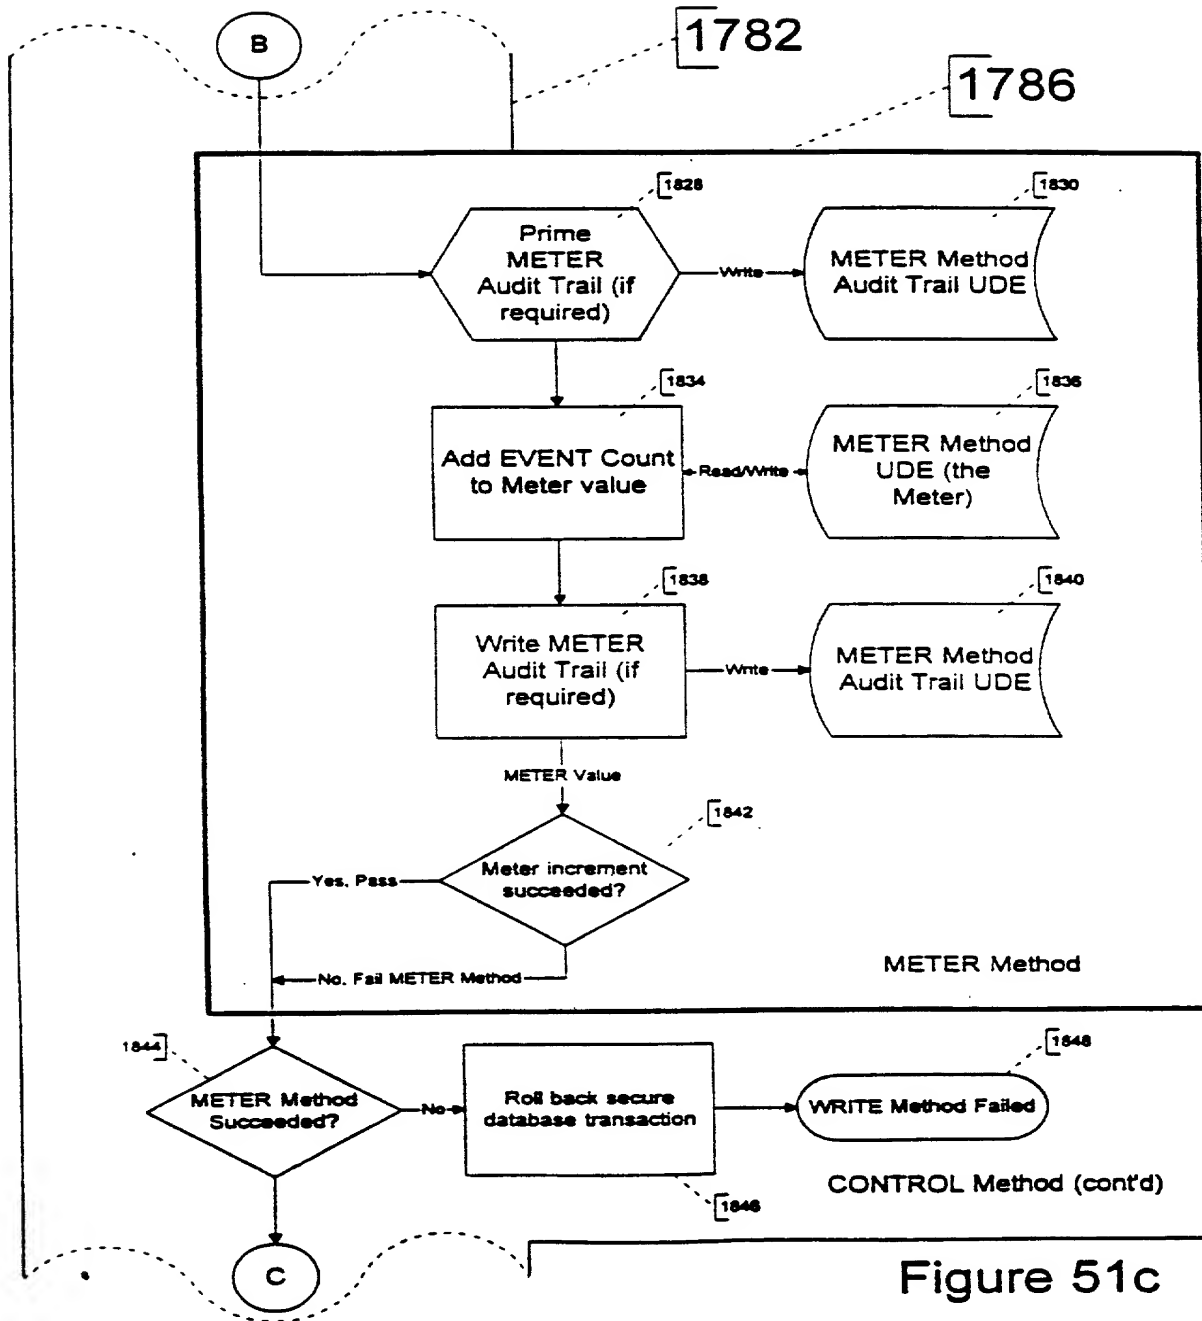 B
1782
1786
1828
1830
Prime
METER
Audit Trail (if
required)
Write
METER Method
Audit Trail UDE
1834
1836
Add EVENT Count
to Meter value
Read/Write
METER Method
UDE (the
Meter)
1838
1840
Write METER
Audit Trail (if
required)
Write
METER Method
Audit Trail UDE
METER Value
1842
Meter increment
succeeded?
Yes, Pass
No, Fail METER Method
METER Method
1844
METER Method
Succeeded?
No
Roll back secure
database transaction
1846
1848
WRITE Method Failed
CONTROL Method (cont'd)
C
Figure 51c